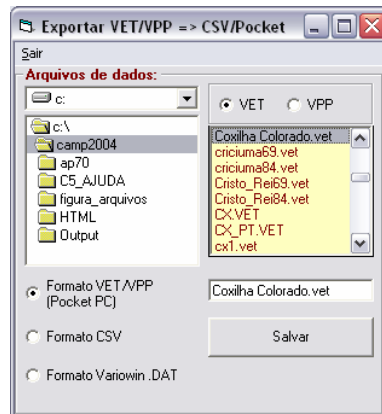 Exportar VET/VPP => CSV/Pocket
Sair
Arquivos de dados:
c:
VET
VPP
c:\
camp2004
ap70
C5_AJUDA
figura_arquivos
HTML
Output
Coxilha Colorado.vet
criciuma69.vet
criciuma84.vet
Cristo_Rei69.vet
Cristo_Rei84.vet
CX.VET
CX_PT.VET
cx1.vet
Formato VET/VPP
(Pocket PC)
Coxilha Colorado.vet
Formato CSV
Salvar
Formato Variowin .DAT